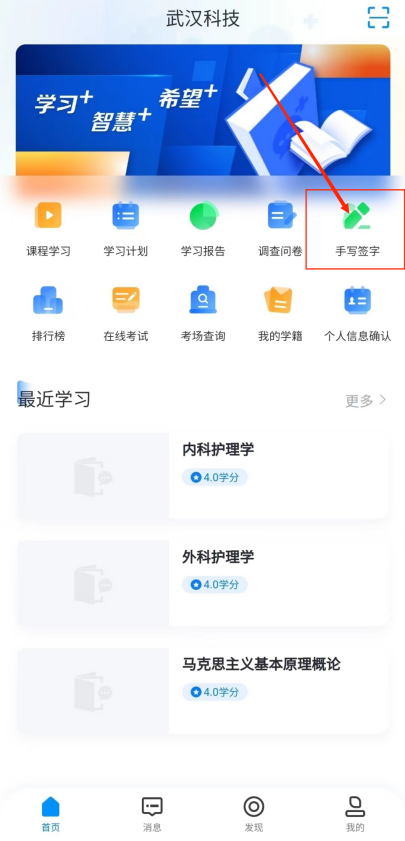 武汉科技
学习+
智慧+
希望+
课程学习
学习计划
学习报告
调查问卷
手写签字
排行榜
在线考试
考场查询
我的学籍
个人信息确认
最近学习
更多
内科护理学
4.0学分
外科护理学
4.0学分
马克思主义基本原理概论
4.0学分
首页
消息
发现
我的